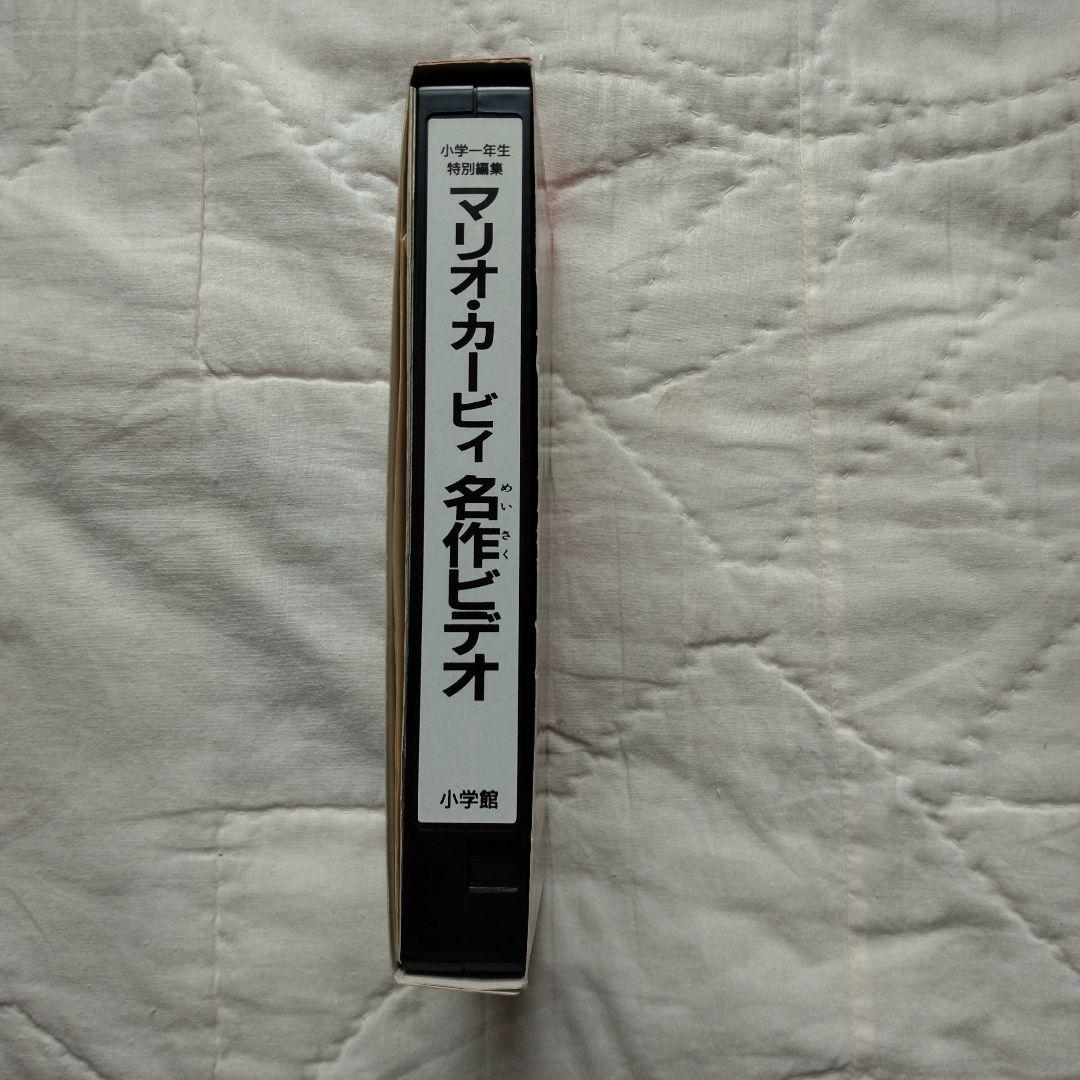 小学一年生
特別編集
マリオ・カービィ 名作ビデオ
めいさく
小学館